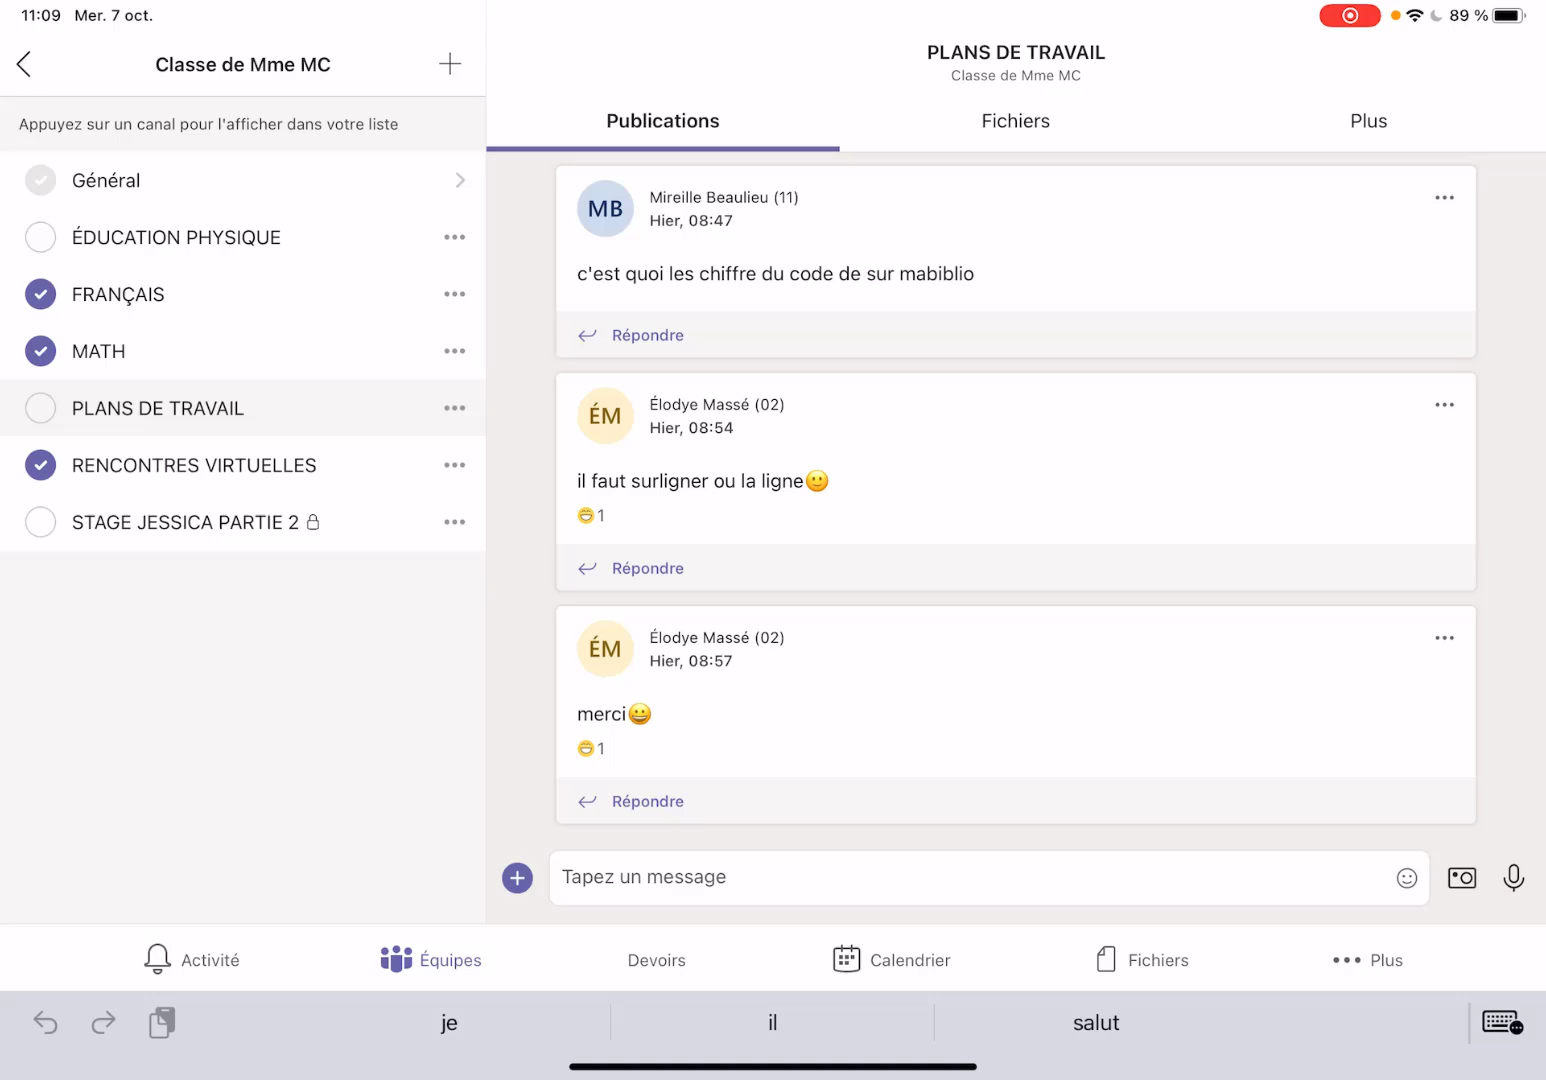 11:09 Mer. 7 oct.
89 %
Classe de Mme MC
Appuyez sur un canal pour l'afficher dans votre liste
Général
ÉDUCATION PHYSIQUE
FRANÇAIS
MATH
PLANS DE TRAVAIL
RENCONTRES VIRTUELLES
STAGE JESSICA PARTIE 2
PLANS DE TRAVAIL
Classe de Mme MC
Publications
Fichiers
Plus
MB
Mireille Beaulieu (11)
Hier, 08:47
c'est quoi les chiffre du code de sur mabiblio
Répondre
ÉM
Élodye Massé (02)
Hier, 08:54
il faut surligner ou la ligne🙂
😁1
Répondre
ÉM
Élodye Massé (02)
Hier, 08:57
merci😀
😁1
Répondre
Tapez un message
Activité
Équipes
Devoirs
Calendrier
Fichiers
Plus
je
il
salut